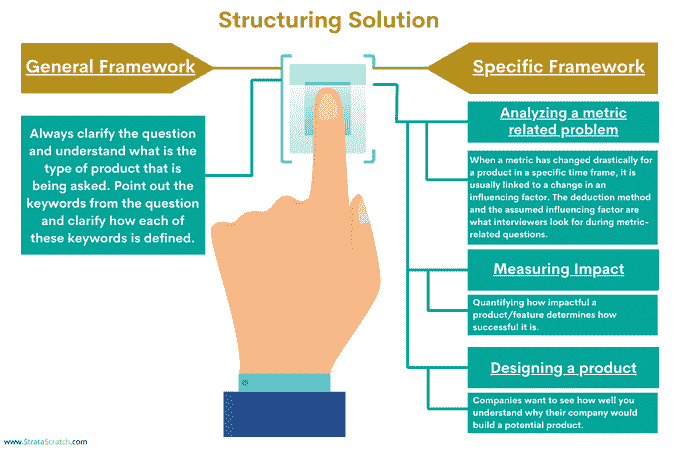 Structuring Solution
General Framework
Always clarify the question
and understand what is the
type of product that is
being asked. Point out the
keywords from the question
and clarify how each of
these keywords is defined.
Specific Framework
Analyzing a metric
related problem
When a metric has changed drastically for
a product in a specific time frame, it is
usually linked to a change in an
influencing factor. The deduction method
and the assumed influencing factor are
what interviewers look for during metric-
related questions.
Measuring Impact
Quantifying how impactful a
product/feature determines how
successful it is.
Designing a product
Companies want to see how well you
understand why their company would
build a potential product.
www.StrataScratch.com